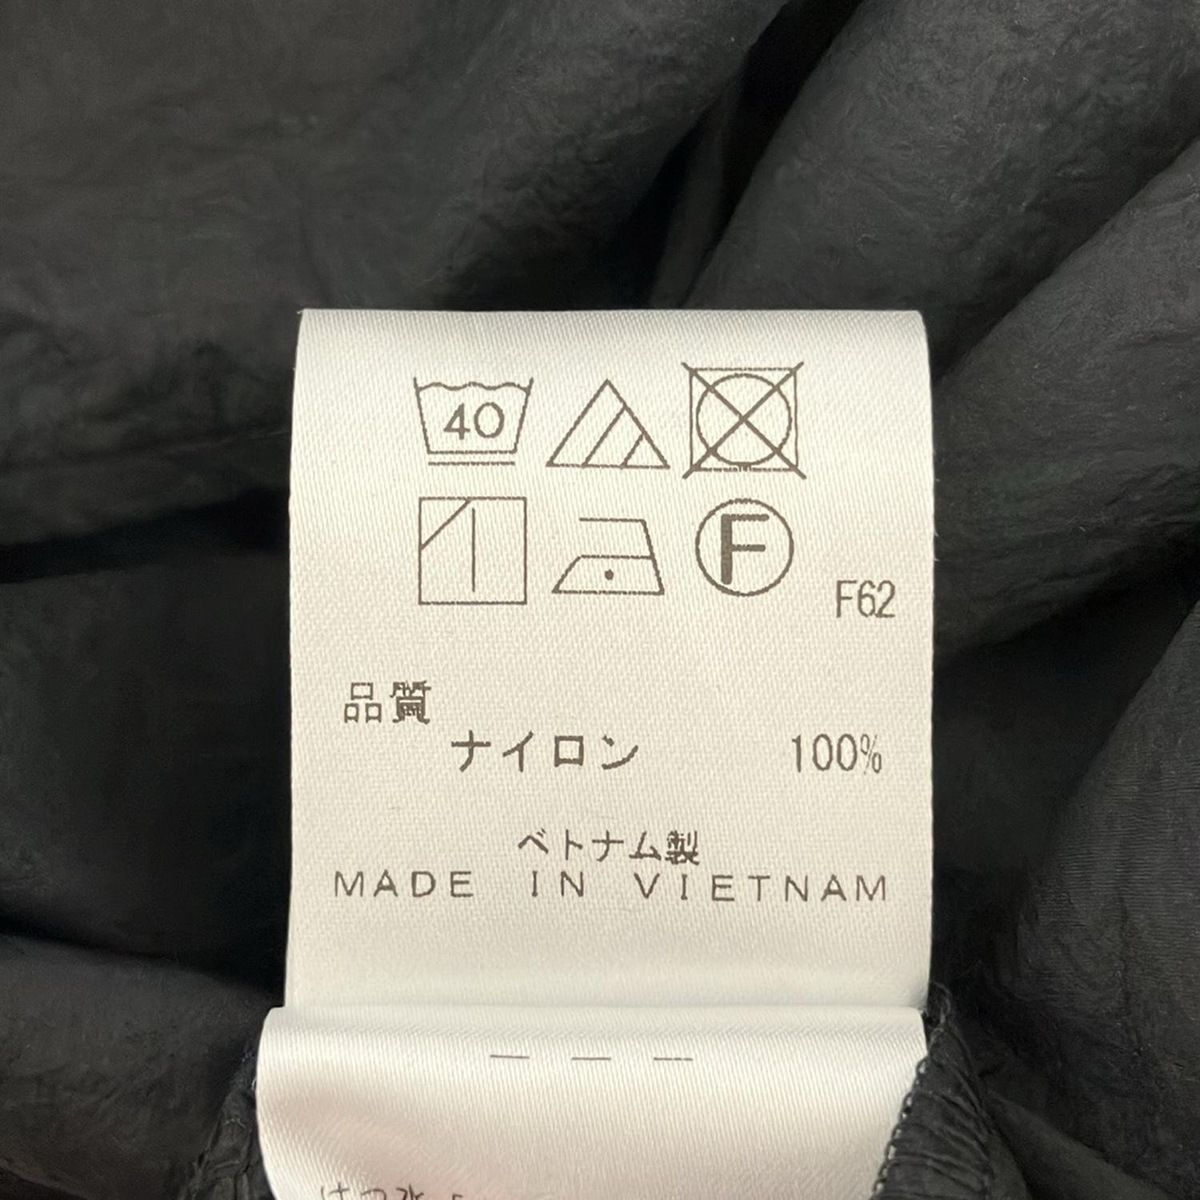 40
F
F62
品質
ナイロン 100%
ベトナム製
MADE IN VIETNAM
— — —